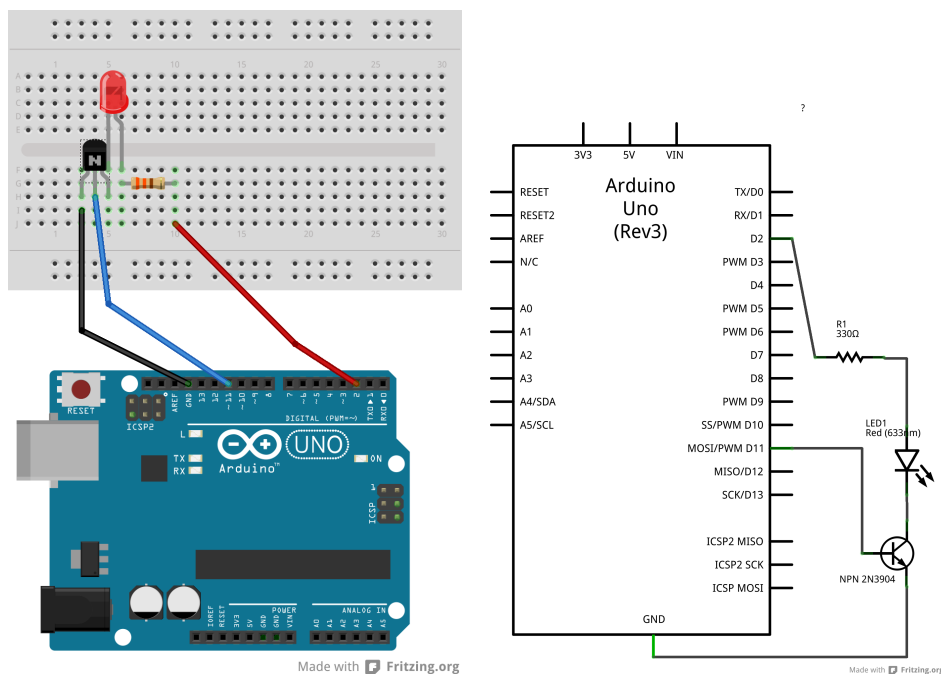 1 5 10 15 20 25 30
A
B
C
D
E
N
F
G
H
I
J
1 5 10 15 20 25 30
RESET
ICSP2
AREF
GND
13
12
~11
~10
~9
8
7
~6
~5
4
~3
2
TX0▶1
RX0◀0
DIGITAL (PWM=~)
L
TX
RX
UNO
Arduino™
ON
1
ICSP
IOREF
RESET
3V3
5V
GND
GND
VIN
POWER
A0
A1
A2
A3
A4
A5
ANALOG IN
Made with Fritzing.org
?
3V3 5V VIN
Arduino
Uno
(Rev3)
RESET
RESET2
AREF
N/C
A0
A1
A2
A3
A4/SDA
A5/SCL
TX/D0
RX/D1
D2
PWM D3
D4
PWM D5
PWM D6
D7
D8
PWM D9
SS/PWM D10
MOSI/PWM D11
MISO/D12
SCK/D13
ICSP2 MISO
ICSP2 SCK
ICSP MOSI
GND
R1
330Ω
LED1
Red (633nm)
NPN 2N3904
Made with Fritzing.org